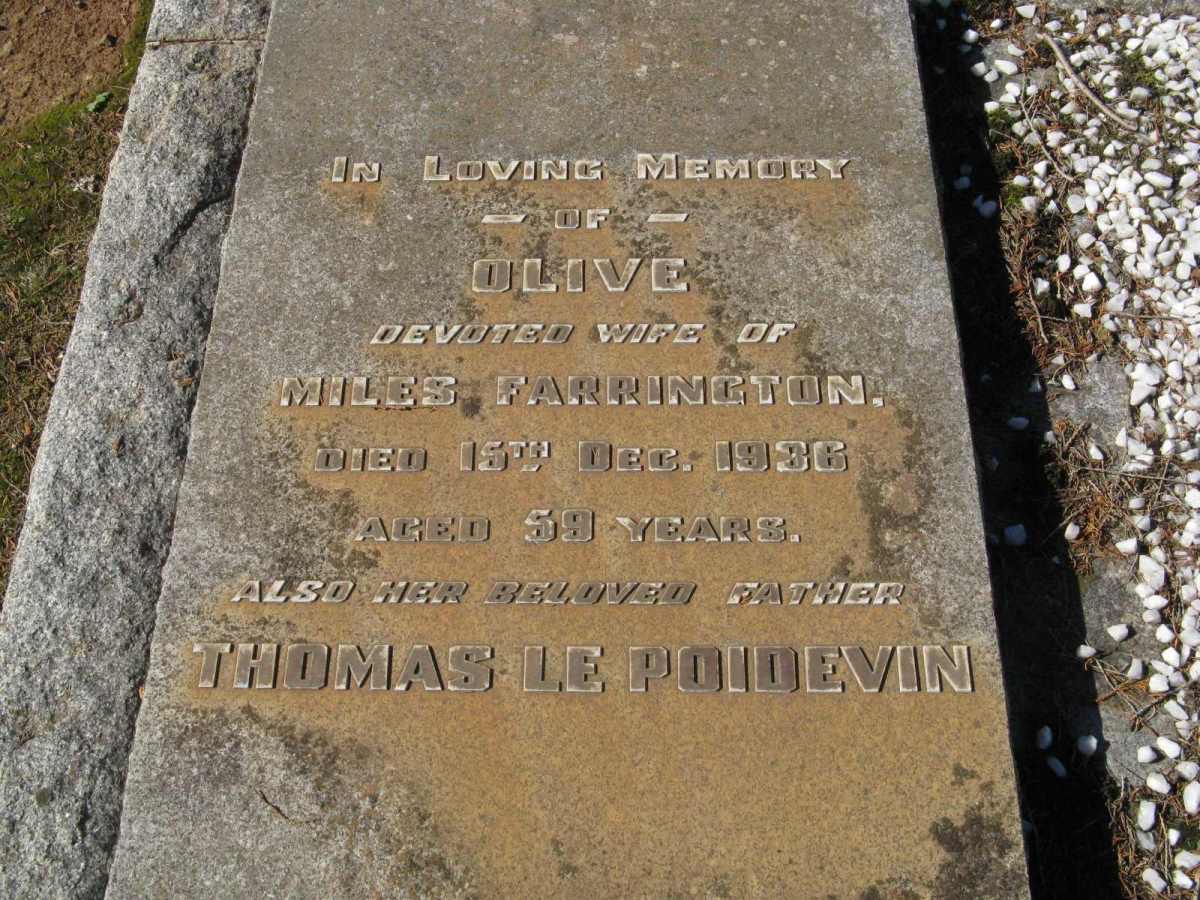 In Loving Memory
— OF —
OLIVE
DEVOTED WIFE OF
MILES FARRINGTON,
DIED 15TH DEC. 1936
AGED 59 YEARS.
ALSO HER BELOVED FATHER
THOMAS LE POIDEVIN